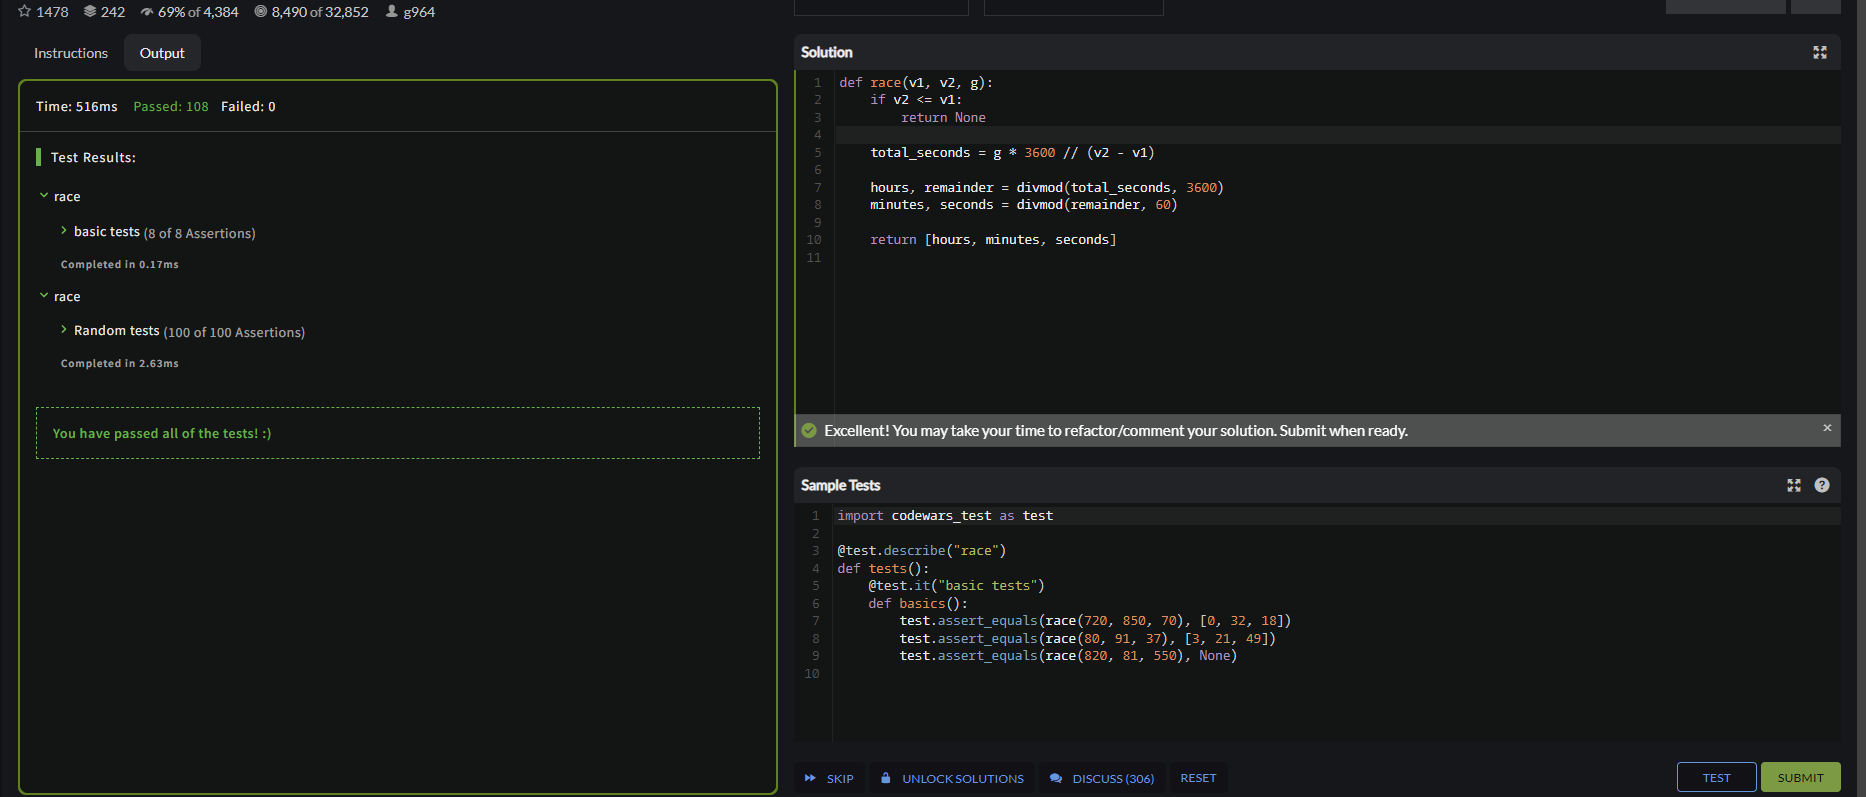 1478 242 69% of 4,384 8,490 of 32,852 g964
Instructions Output
Time: 516ms Passed: 108 Failed: 0
Test Results:
race
basic tests (8 of 8 Assertions)
Completed in 0.17ms
race
Random tests (100 of 100 Assertions)
Completed in 2.63ms
You have passed all of the tests! :)
Solution
1 def race(v1, v2, g):
2     if v2 <= v1:
3         return None
4
5     total_seconds = g * 3600 // (v2 - v1)
6
7     hours, remainder = divmod(total_seconds, 3600)
8     minutes, seconds = divmod(remainder, 60)
9
10     return [hours, minutes, seconds]
11
Excellent! You may take your time to refactor/comment your solution. Submit when ready. ×
Sample Tests ?
1 import codewars_test as test
2
3 @test.describe("race")
4 def tests():
5     @test.it("basic tests")
6     def basics():
7         test.assert_equals(race(720, 850, 70), [0, 32, 18])
8         test.assert_equals(race(80, 91, 37), [3, 21, 49])
9         test.assert_equals(race(820, 81, 550), None)
10
SKIP UNLOCK SOLUTIONS DISCUSS (306) RESET TEST SUBMIT